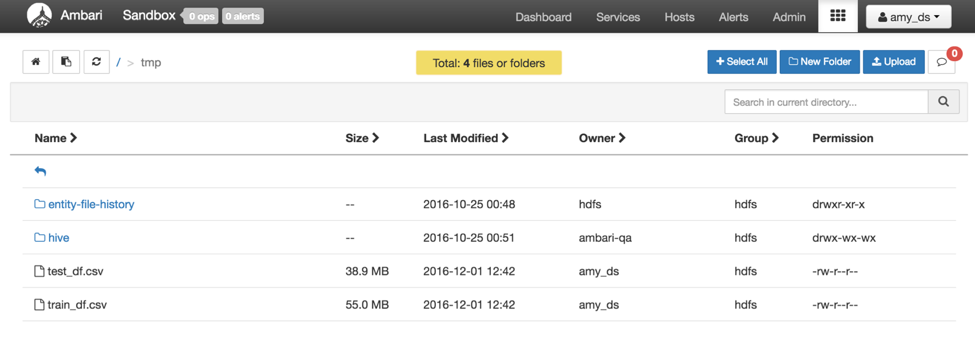 Ambari Sandbox 0 ops 0 alerts Dashboard Services Hosts Alerts Admin amy_ds
/ > tmp Total: 4 files or folders Select All New Folder Upload 0
Search in current directory...
Name Size Last Modified Owner Group Permission
entity-file-history -- 2016-10-25 00:48 hdfs hdfs drwxr-xr-x
hive -- 2016-10-25 00:51 ambari-qa hdfs drwx-wx-wx
test_df.csv 38.9 MB 2016-12-01 12:42 amy_ds hdfs -rw-r--r--
train_df.csv 55.0 MB 2016-12-01 12:42 amy_ds hdfs -rw-r--r--